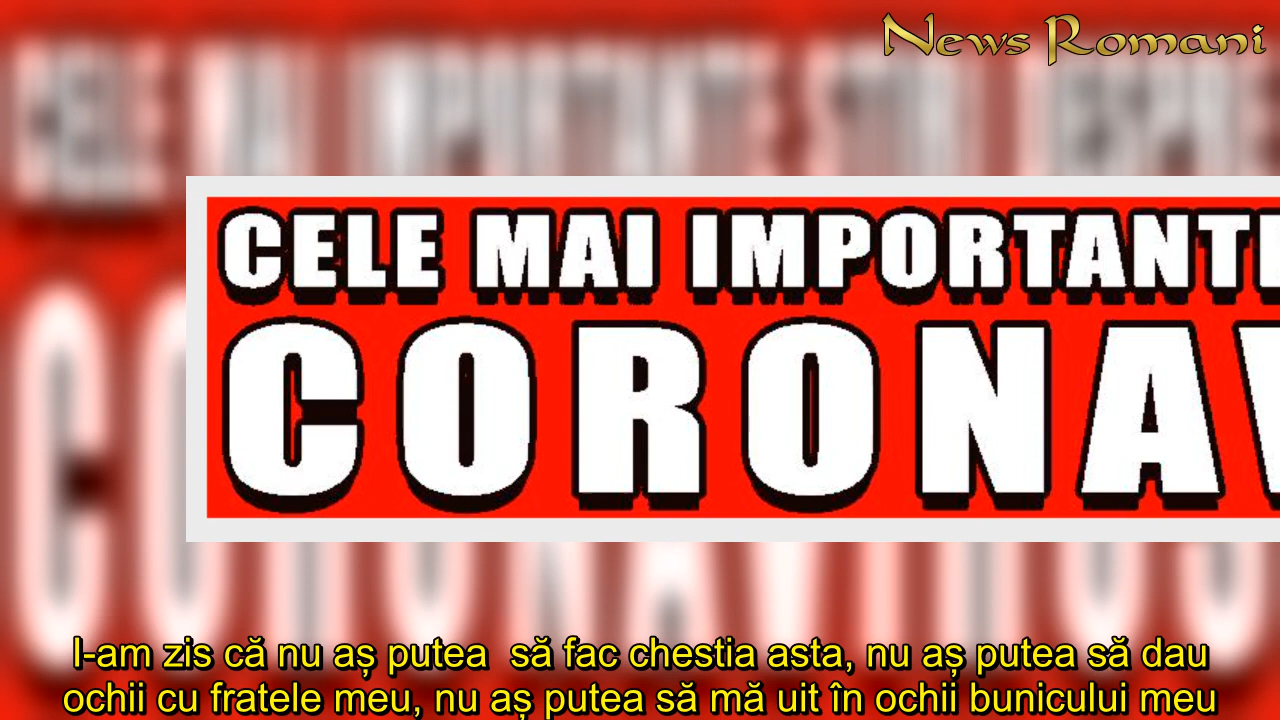 News Romani
CELE MAI IMPORTANTE
CORONAV
I-am zis că nu aș putea  să fac chestia asta, nu aș putea să dau
ochii cu fratele meu, nu aș putea să mă uit în ochii bunicului meu